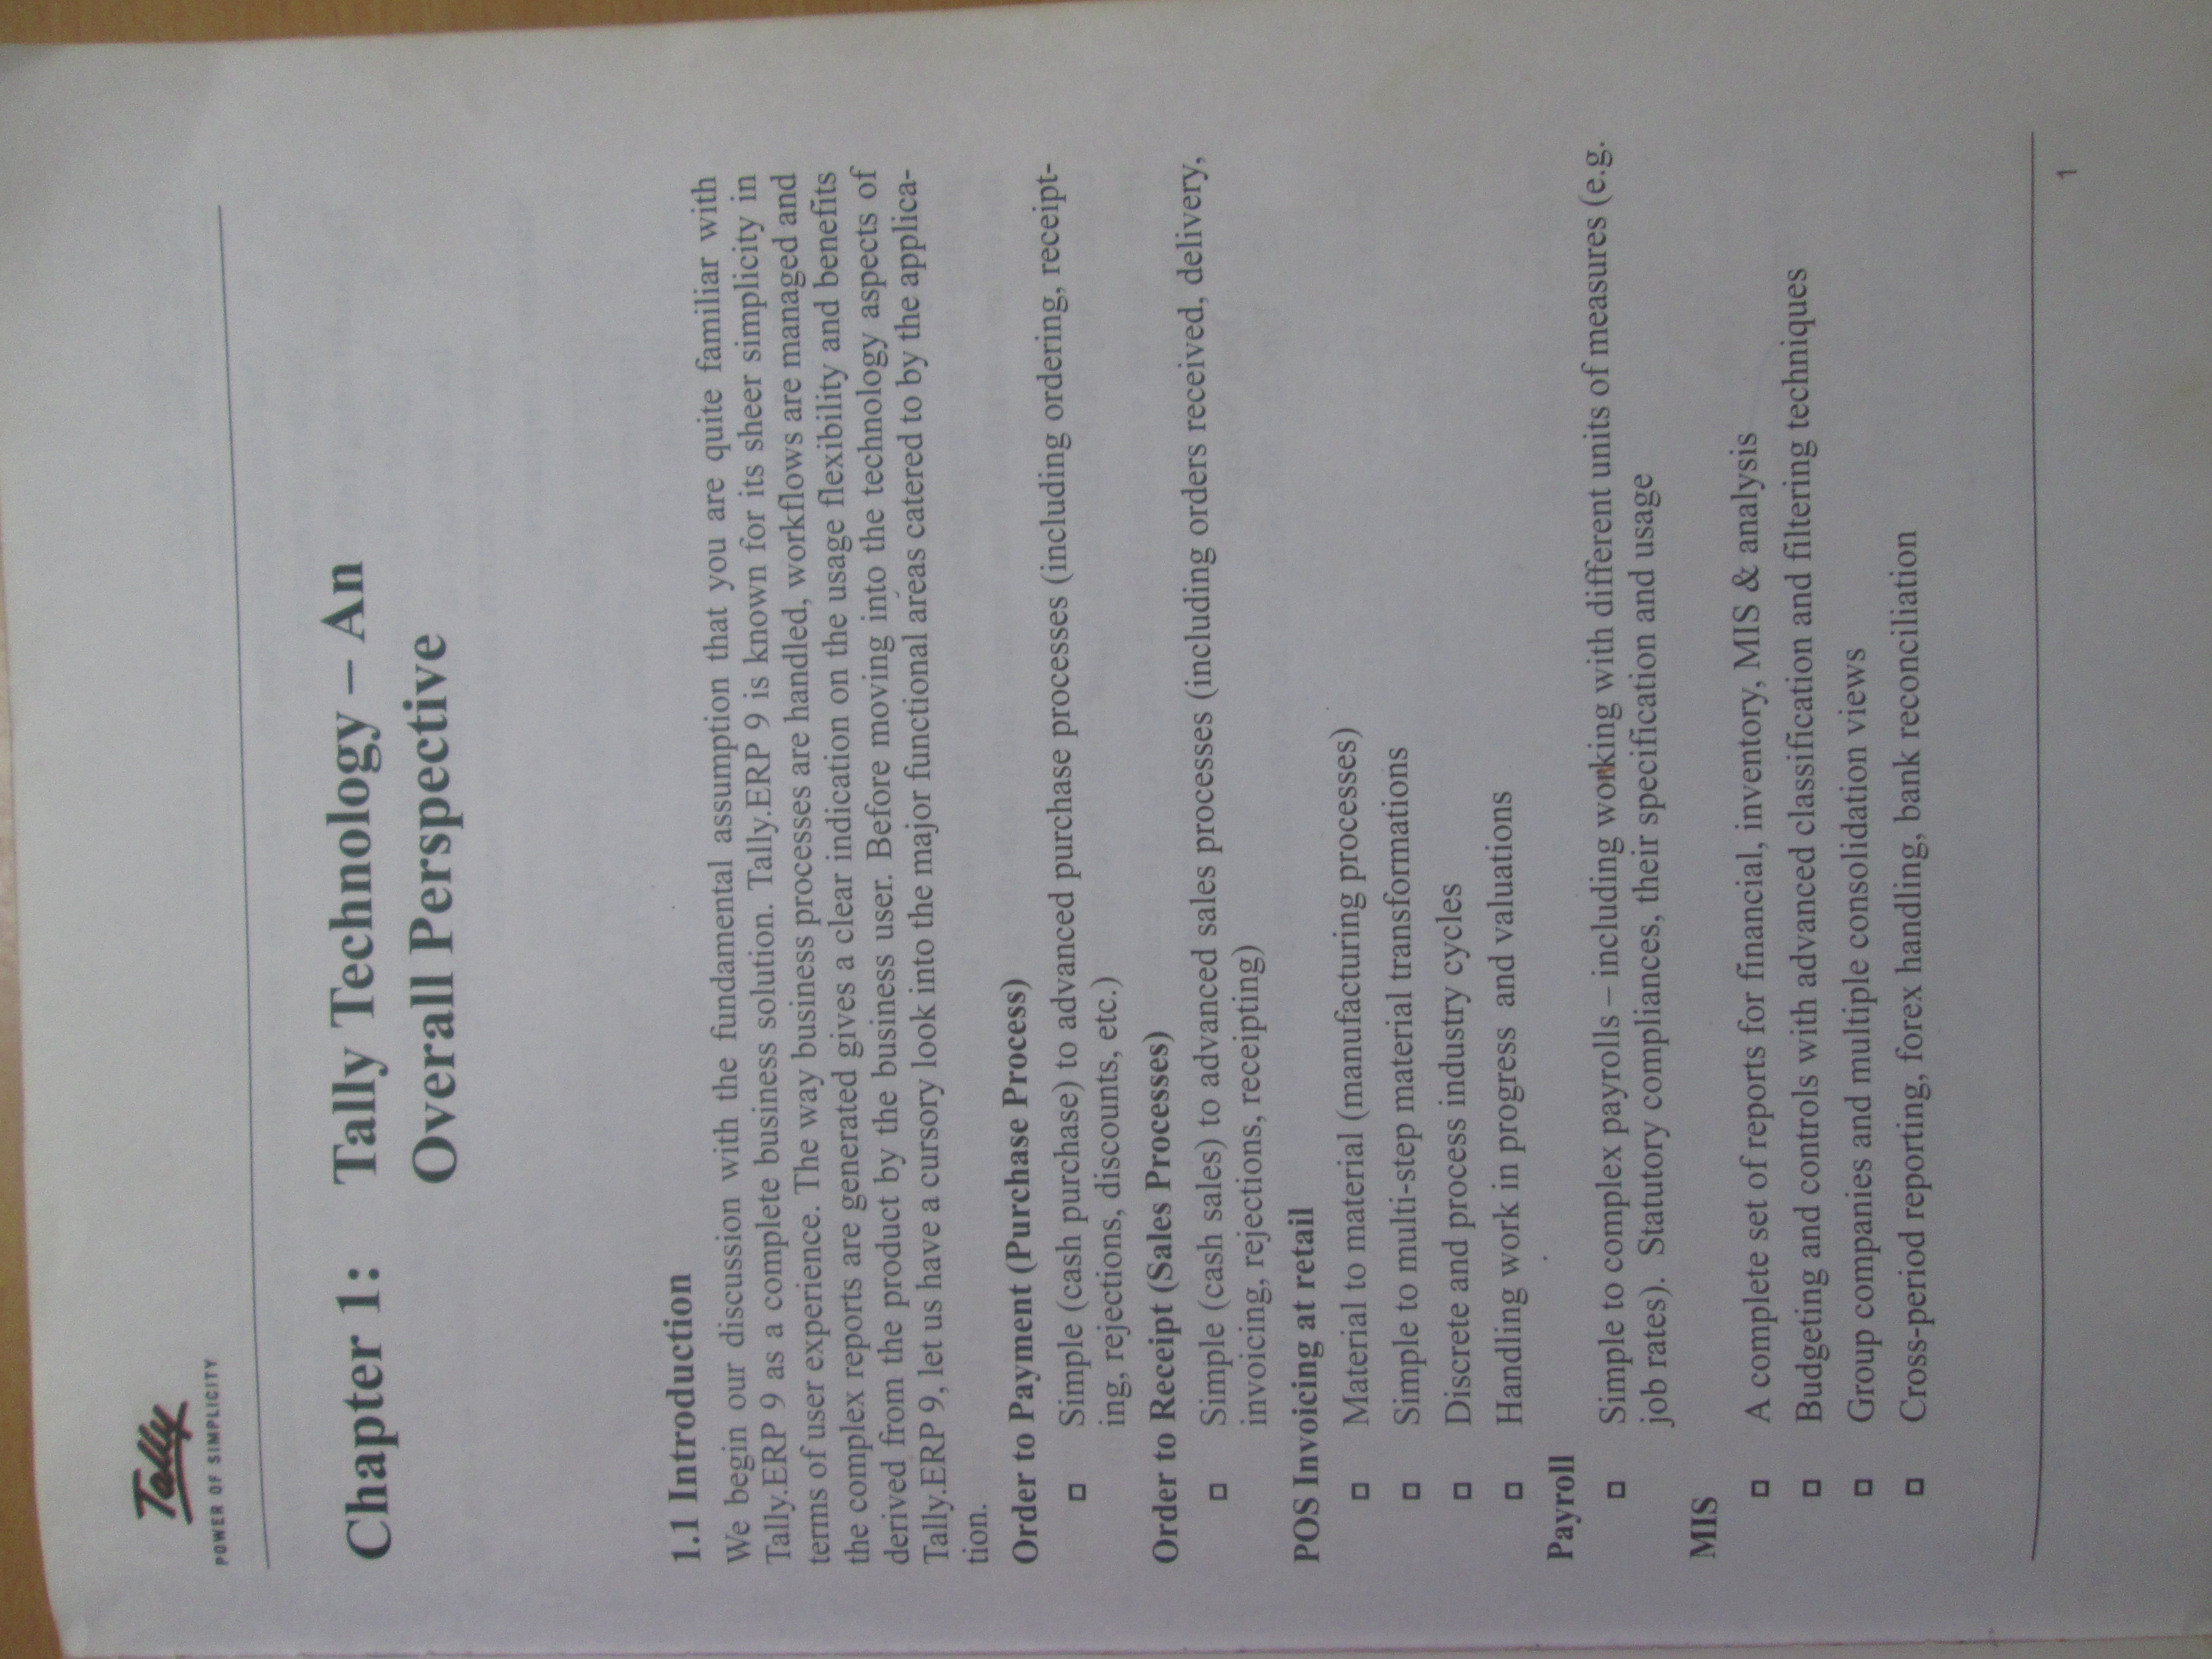 Tally
POWER OF SIMPLICITY
Chapter 1: Tally Technology – An
Overall Perspective
1.1 Introduction
We begin our discussion with the fundamental assumption that you are quite familiar with
Tally.ERP 9 as a complete business solution. Tally.ERP 9 is known for its sheer simplicity in
terms of user experience. The way business processes are handled, workflows are managed and
the complex reports are generated gives a clear indication on the usage flexibility and benefits
derived from the product by the business user. Before moving into the technology aspects of
Tally.ERP 9, let us have a cursory look into the major functional areas catered to by the applica-
tion.
Order to Payment (Purchase Process)
Simple (cash purchase) to advanced purchase processes (including ordering, receipt-
ing, rejections, discounts, etc.)
Order to Receipt (Sales Processes)
Simple (cash sales) to advanced sales processes (including orders received, delivery,
invoicing, rejections, receipting)
POS Invoicing at retail
Material to material (manufacturing processes)
Simple to multi-step material transformations
Discrete and process industry cycles
Handling work in progress and valuations
Payroll
Simple to complex payrolls – including working with different units of measures (e.g.
job rates). Statutory compliances, their specification and usage
MIS
A complete set of reports for financial, inventory, MIS & analysis
Budgeting and controls with advanced classification and filtering techniques
Group companies and multiple consolidation views
Cross-period reporting, forex handling, bank reconciliation
1